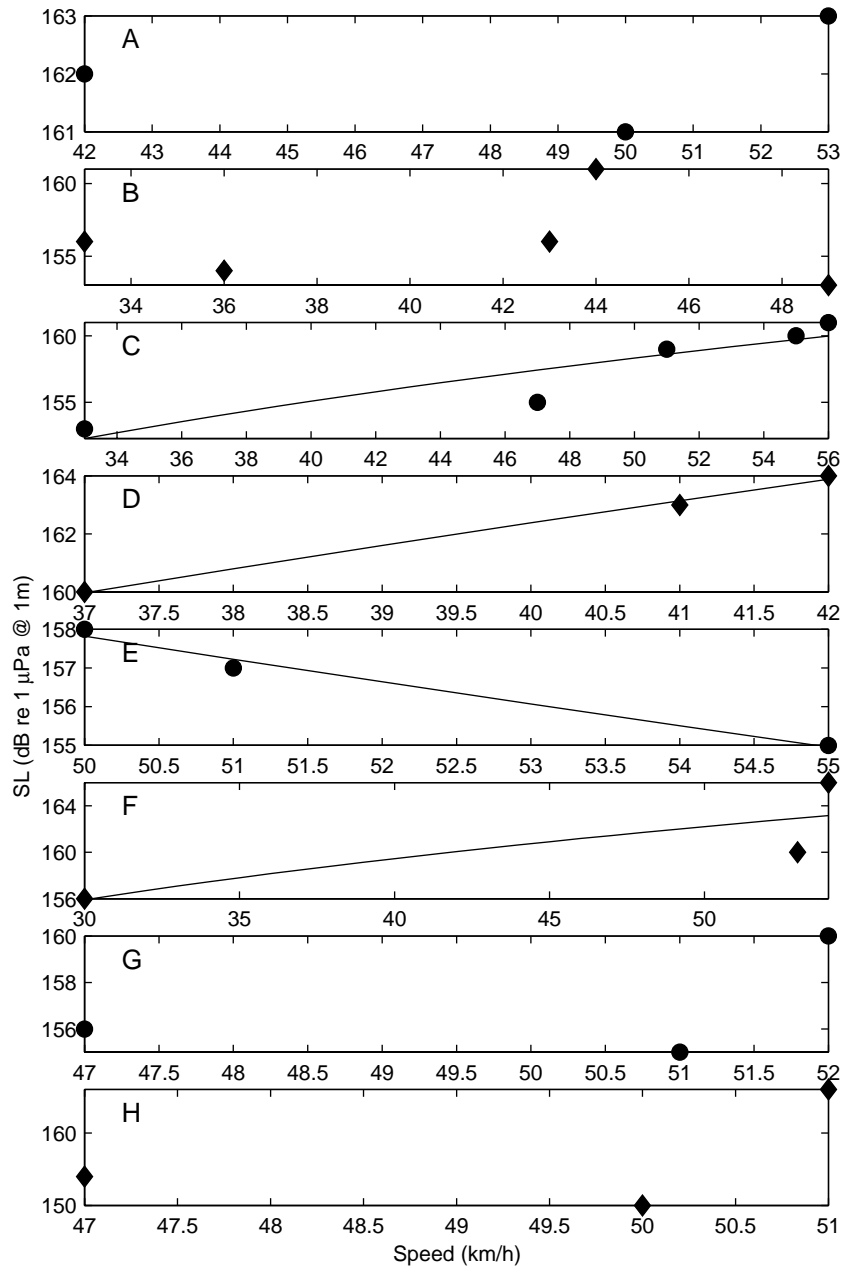 163
A
162
161
42 43 44 45 46 47 48 49 50 51 52 53
160
B
155
34 36 38 40 42 44 46 48
160
C
155
34 36 38 40 42 44 46 48 50 52 54 56
164
D
162
160
37 37.5 38 38.5 39 39.5 40 40.5 41 41.5 42
158
E
157
156
155
50 50.5 51 51.5 52 52.5 53 53.5 54 54.5 55
SL (dB re 1 μPa @ 1m)
164
F
160
156
30 35 40 45 50
160
G
158
156
47 47.5 48 48.5 49 49.5 50 50.5 51 51.5 52
H
160
150
47 47.5 48 48.5 49 49.5 50 50.5 51
Speed (km/h)